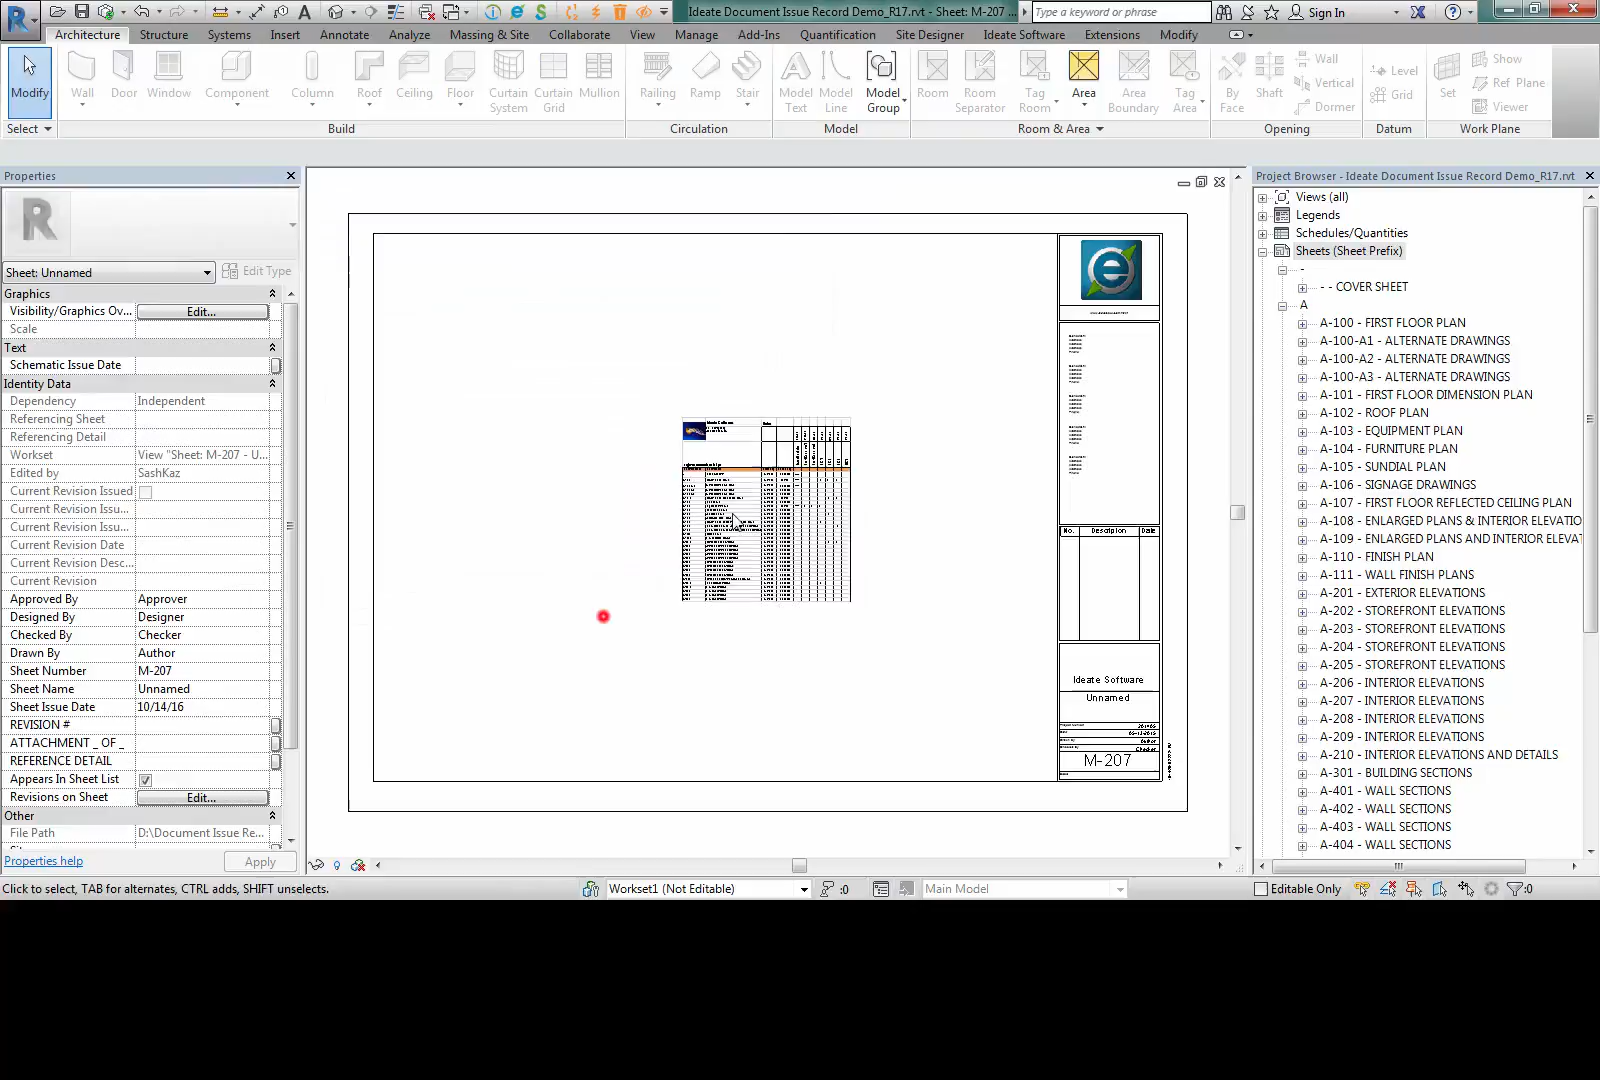 Ideate Document Issue Record Demo_R17.rvt - Sheet: M-207 ...
Type a keyword or phrase
Sign In
Architecture Structure Systems Insert Annotate Analyze Massing & Site Collaborate View Manage Add-Ins Quantification Site Designer Ideate Software Extensions Modify
Modify
Wall
Door
Window
Component
Column
Roof
Ceiling
Floor
Curtain System
Curtain Grid
Mullion
Railing
Ramp
Stair
Model Text
Model Line
Model Group
Room
Room Separator
Tag Room
Area
Area Boundary
Tag Area
By Face
Shaft
Wall
Vertical
Dormer
Level
Grid
Set
Show
Ref Plane
Viewer
Select
Build
Circulation
Model
Room & Area
Opening
Datum
Work Plane
Properties
R
Sheet: Unnamed
Edit Type
Graphics
Visibility/Graphics Ov... Edit...
Scale
Text
Schematic Issue Date
Identity Data
Dependency Independent
Referencing Sheet
Referencing Detail
Workset View "Sheet: M-207 - U...
Edited by SashKaz
Current Revision Issued
Current Revision Issu...
Current Revision Issu...
Current Revision Date
Current Revision Desc...
Current Revision
Approved By Approver
Designed By Designer
Checked By Checker
Drawn By Author
Sheet Number M-207
Sheet Name Unnamed
Sheet Issue Date 10/14/16
REVISION #
ATTACHMENT _ OF _
REFERENCE DETAIL
Appears In Sheet List
Revisions on Sheet Edit...
Other
File Path D:\Document Issue Re...
Properties help
Apply
No. Description Date
Ideate Software
Unnamed
M-207
Project Browser - Ideate Document Issue Record Demo_R17.rvt
Views (all)
Legends
Schedules/Quantities
Sheets (Sheet Prefix)
-
- - COVER SHEET
A
A-100 - FIRST FLOOR PLAN
A-100-A1 - ALTERNATE DRAWINGS
A-100-A2 - ALTERNATE DRAWINGS
A-100-A3 - ALTERNATE DRAWINGS
A-101 - FIRST FLOOR DIMENSION PLAN
A-102 - ROOF PLAN
A-103 - EQUIPMENT PLAN
A-104 - FURNITURE PLAN
A-105 - SUNDIAL PLAN
A-106 - SIGNAGE DRAWINGS
A-107 - FIRST FLOOR REFLECTED CEILING PLAN
A-108 - ENLARGED PLANS & INTERIOR ELEVATIO
A-109 - ENLARGED PLANS AND INTERIOR ELEVA
A-110 - FINISH PLAN
A-111 - WALL FINISH PLANS
A-201 - EXTERIOR ELEVATIONS
A-202 - STOREFRONT ELEVATIONS
A-203 - STOREFRONT ELEVATIONS
A-204 - STOREFRONT ELEVATIONS
A-205 - STOREFRONT ELEVATIONS
A-206 - INTERIOR ELEVATIONS
A-207 - INTERIOR ELEVATIONS
A-208 - INTERIOR ELEVATIONS
A-209 - INTERIOR ELEVATIONS
A-210 - INTERIOR ELEVATIONS AND DETAILS
A-301 - BUILDING SECTIONS
A-401 - WALL SECTIONS
A-402 - WALL SECTIONS
A-403 - WALL SECTIONS
A-404 - WALL SECTIONS
Click to select, TAB for alternates, CTRL adds, SHIFT unselects.
Workset1 (Not Editable)
:0
Main Model
Editable Only
:0